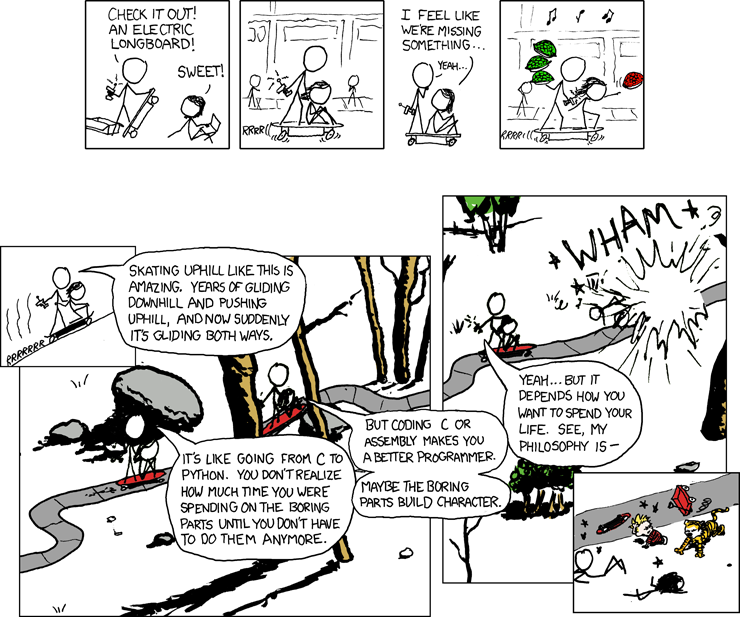 CHECK IT OUT!
AN ELECTRIC
LONGBOARD!
SWEET!
RRRR
I FEEL LIKE
WE'RE MISSING
SOMETHING...
YEAH...
RRRR
SKATING UPHILL LIKE THIS IS
AMAZING. YEARS OF GLIDING
DOWNHILL AND PUSHING
UPHILL, AND NOW SUDDENLY
IT'S GLIDING BOTH WAYS.
RRRRRRR
IT'S LIKE GOING FROM C TO
PYTHON. YOU DON'T REALIZE
HOW MUCH TIME YOU WERE
SPENDING ON THE BORING
PARTS UNTIL YOU DON'T HAVE
TO DO THEM ANYMORE.
BUT CODING C OR
ASSEMBLY MAKES YOU
A BETTER PROGRAMMER.
MAYBE THE BORING
PARTS BUILD CHARACTER.
YEAH... BUT IT
DEPENDS HOW YOU
WANT TO SPEND YOUR
LIFE. SEE, MY
PHILOSOPHY IS—
WHAM